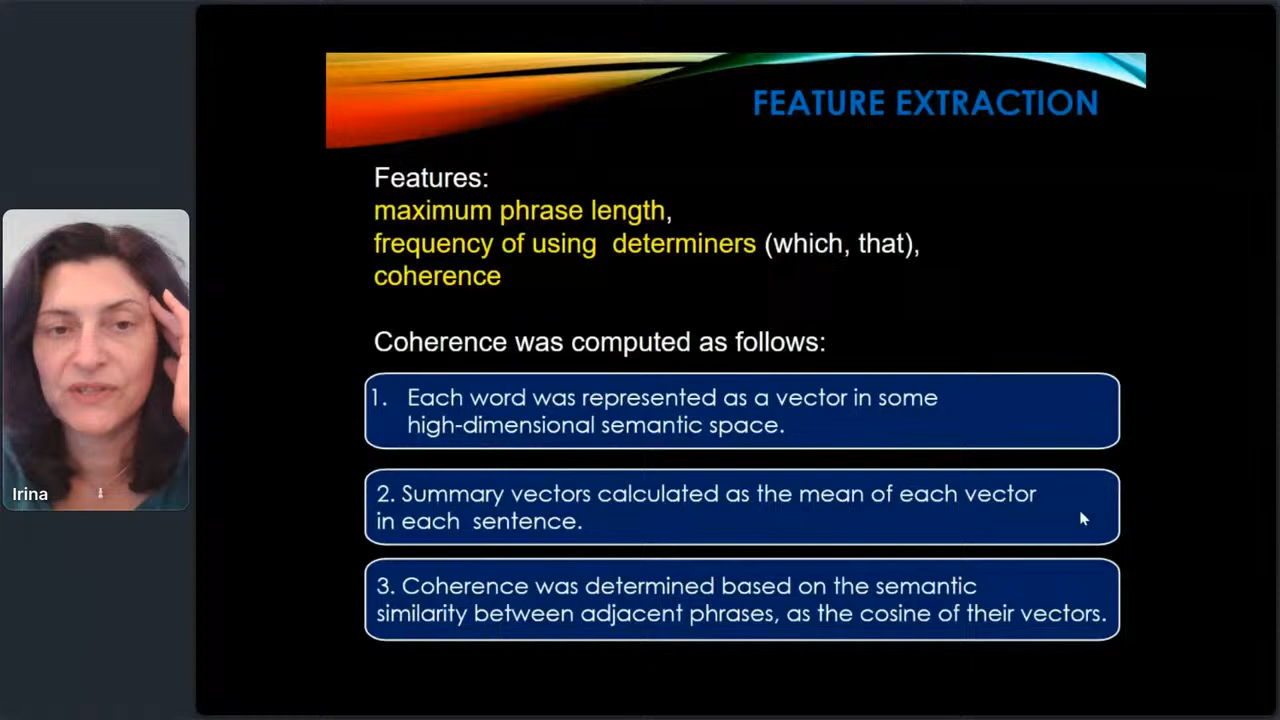 FEATURE EXTRACTION
Features:
maximum phrase length,
frequency of using determiners (which, that),
coherence
Coherence was computed as follows:
1. Each word was represented as a vector in some
high-dimensional semantic space.
2. Summary vectors calculated as the mean of each vector
in each sentence.
3. Coherence was determined based on the semantic
similarity between adjacent phrases, as the cosine of their vectors.
Irina